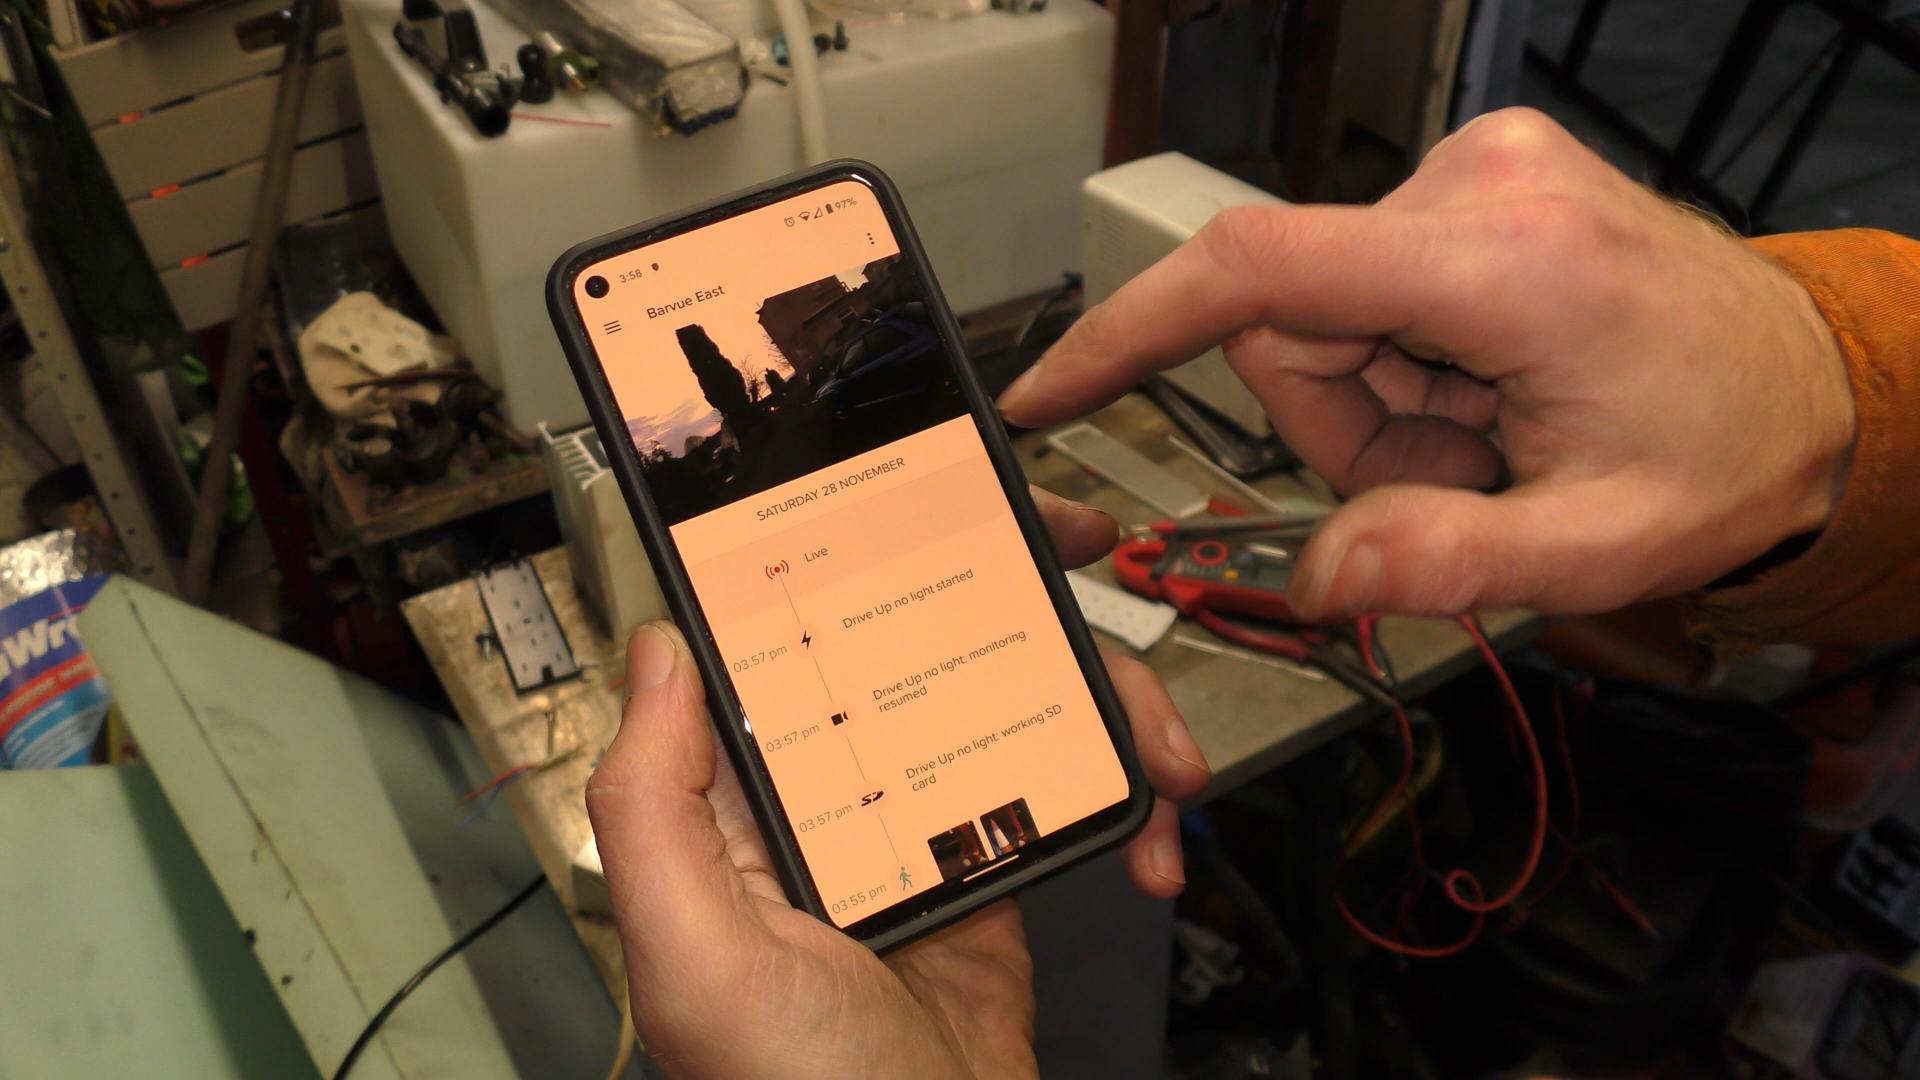 3:58
97%
Barvue East
SATURDAY 28 NOVEMBER
Live
Drive Up no light started
03:57 pm
Drive Up no light: monitoring
resumed
03:57 pm
Drive Up no light: working SD
card
03:57 pm
03:55 pm